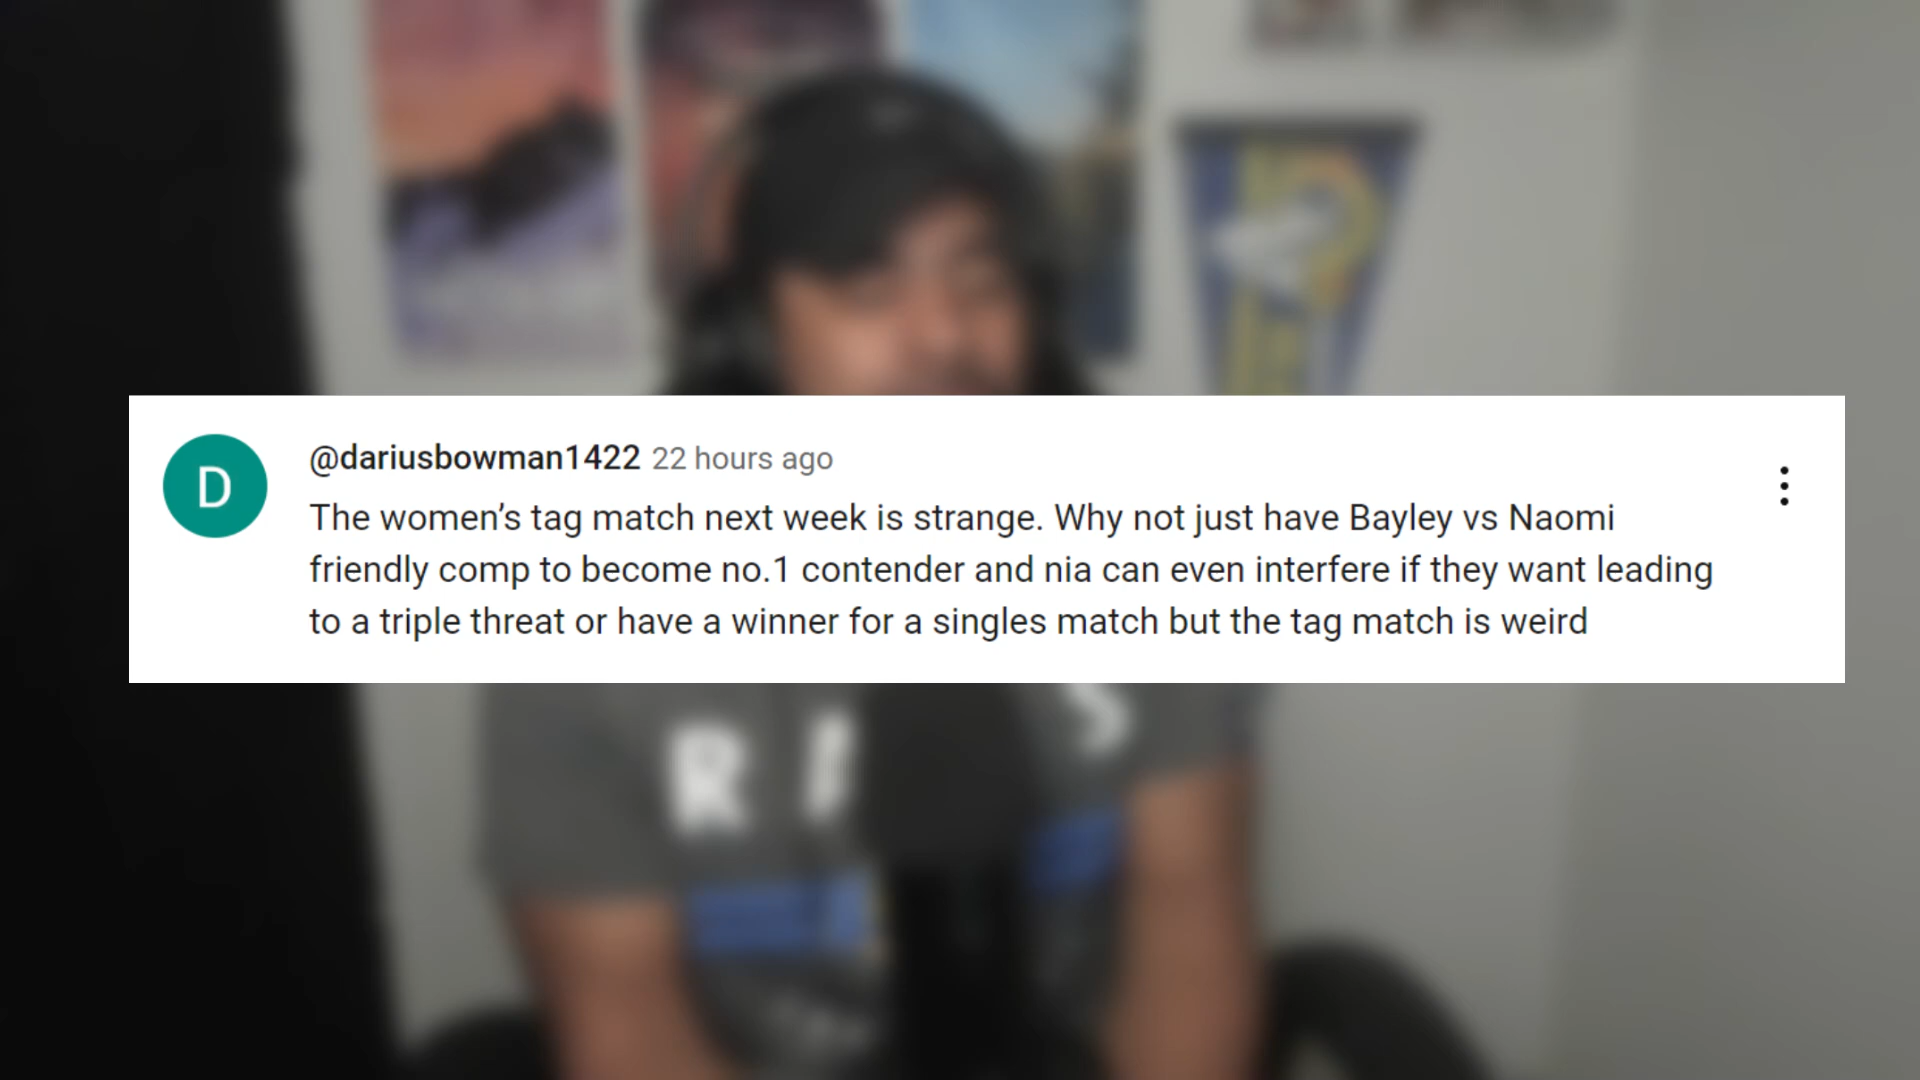 D
@dariusbowman1422 22 hours ago
The women’s tag match next week is strange. Why not just have Bayley vs Naomi
friendly comp to become no.1 contender and nia can even interfere if they want leading
to a triple threat or have a winner for a singles match but the tag match is weird